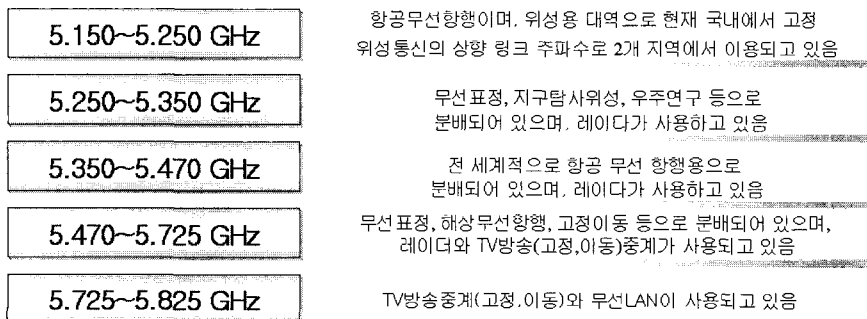 5.150~5.250 GHz
항공무선항행이며, 위성용 대역으로 현재 국내에서 고정
위성통신의 상향 링크 주파수로 2개 지역에서 이용되고 있음
5.250~5.350 GHz
무선표정, 지구탐사위성, 우주연구 등으로
분배되어 있으며, 레이다가 사용하고 있음
5.350~5.470 GHz
전 세계적으로 항공 무선 항행용으로
분배되어 있으며, 레이다가 사용하고 있음
5.470~5.725 GHz
무선표정, 해상무선항행, 고정이동 등으로 분배되어 있으며,
레이더와 TV방송(고정,이동)중계가 사용되고 있음
5.725~5.825 GHz
TV방송중계(고정,이동)와 무선LAN이 사용되고 있음